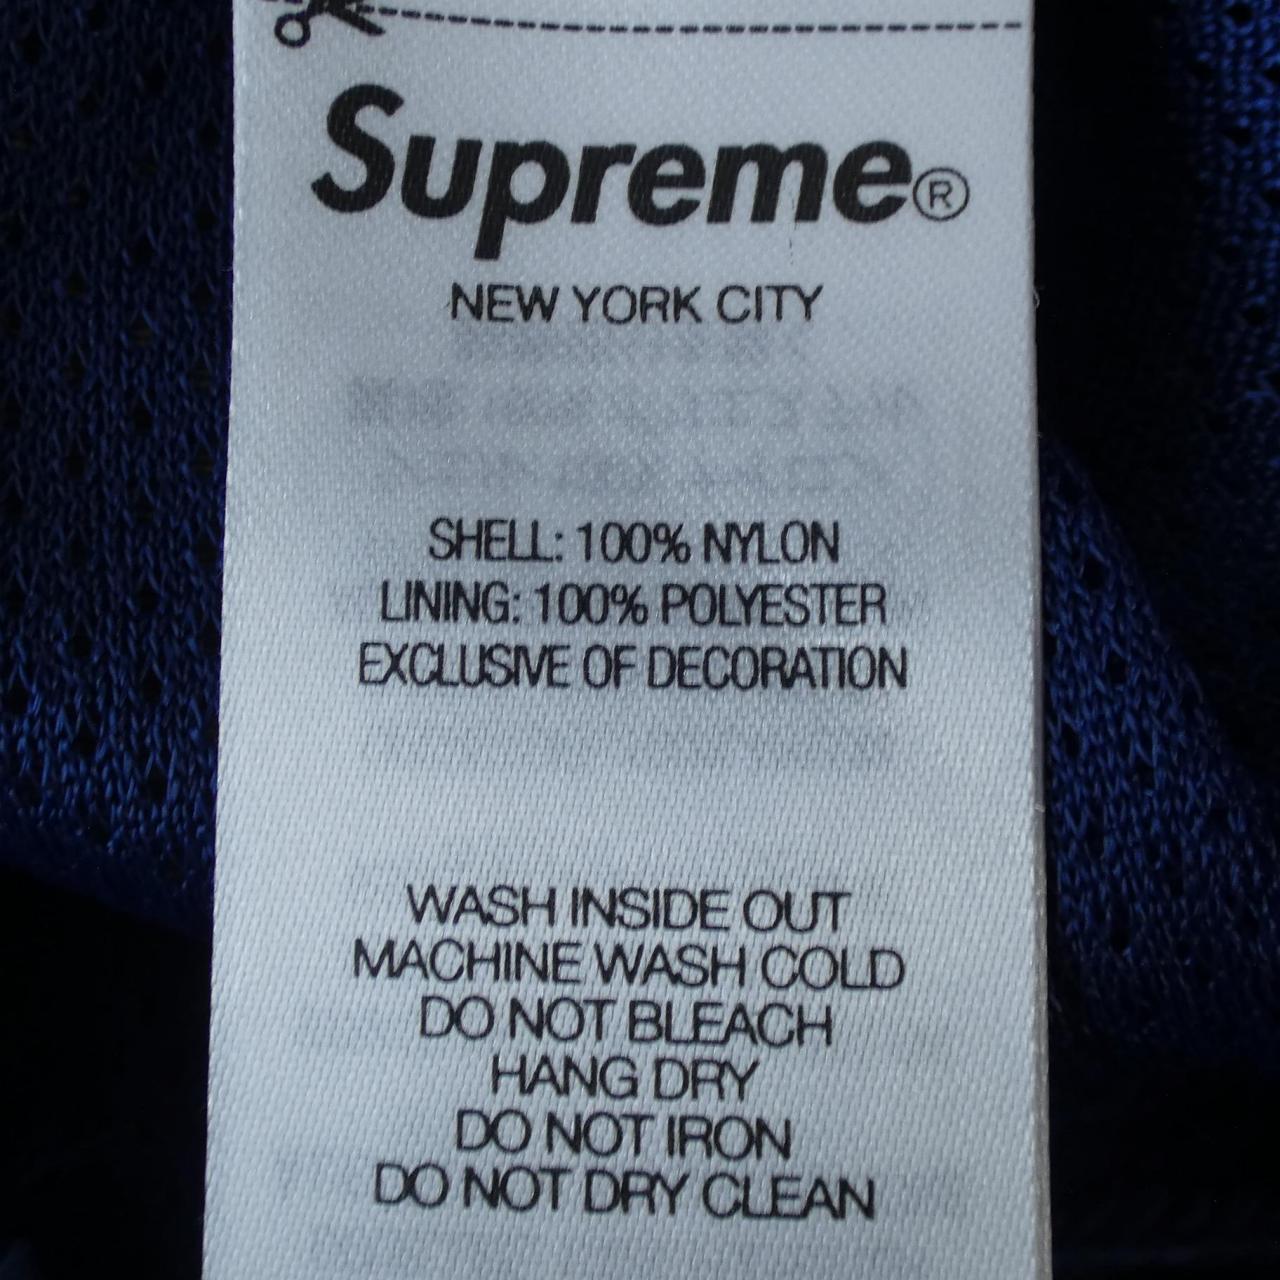 Supreme®
NEW YORK CITY
SHELL: 100% NYLON
LINING: 100% POLYESTER
EXCLUSIVE OF DECORATION
WASH INSIDE OUT
MACHINE WASH COLD
DO NOT BLEACH
HANG DRY
DO NOT IRON
DO NOT DRY CLEAN